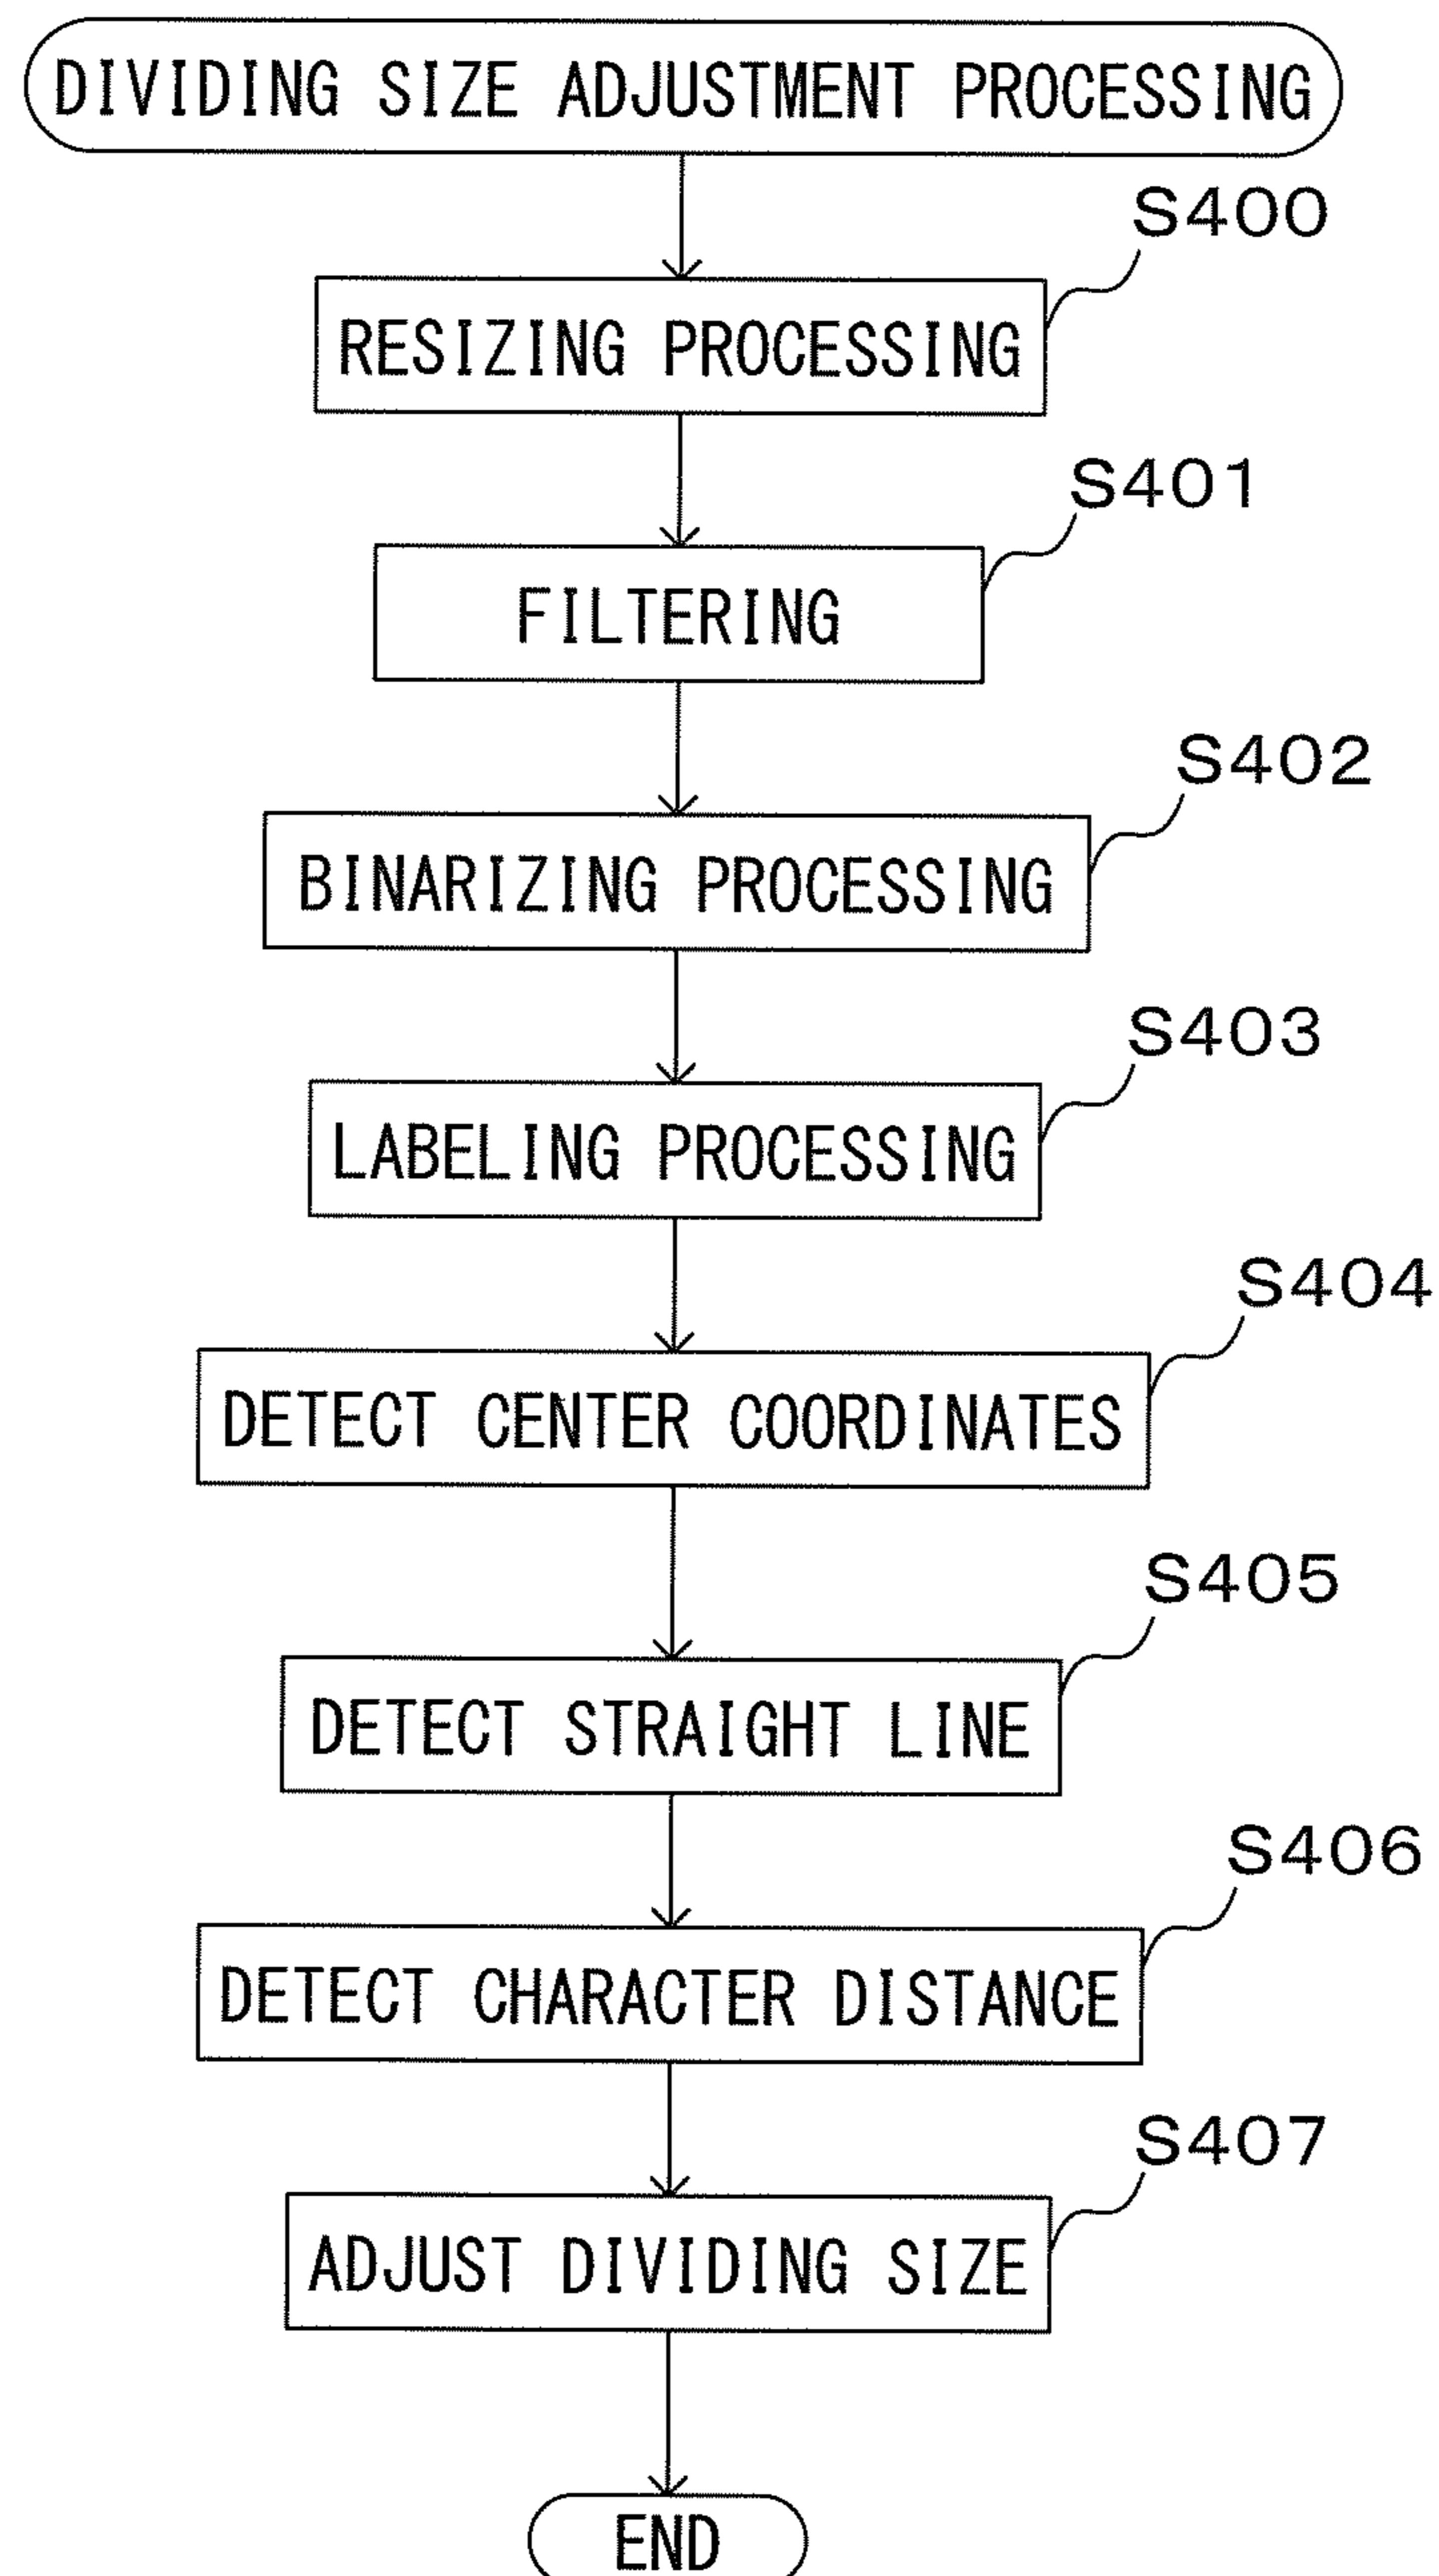 DIVIDING SIZE ADJUSTMENT PROCESSING
S400
RESIZING PROCESSING
S401
FILTERING
S402
BINARIZING PROCESSING
S403
LABELING PROCESSING
S404
DETECT CENTER COORDINATES
S405
DETECT STRAIGHT LINE
S406
DETECT CHARACTER DISTANCE
S407
ADJUST DIVIDING SIZE
END